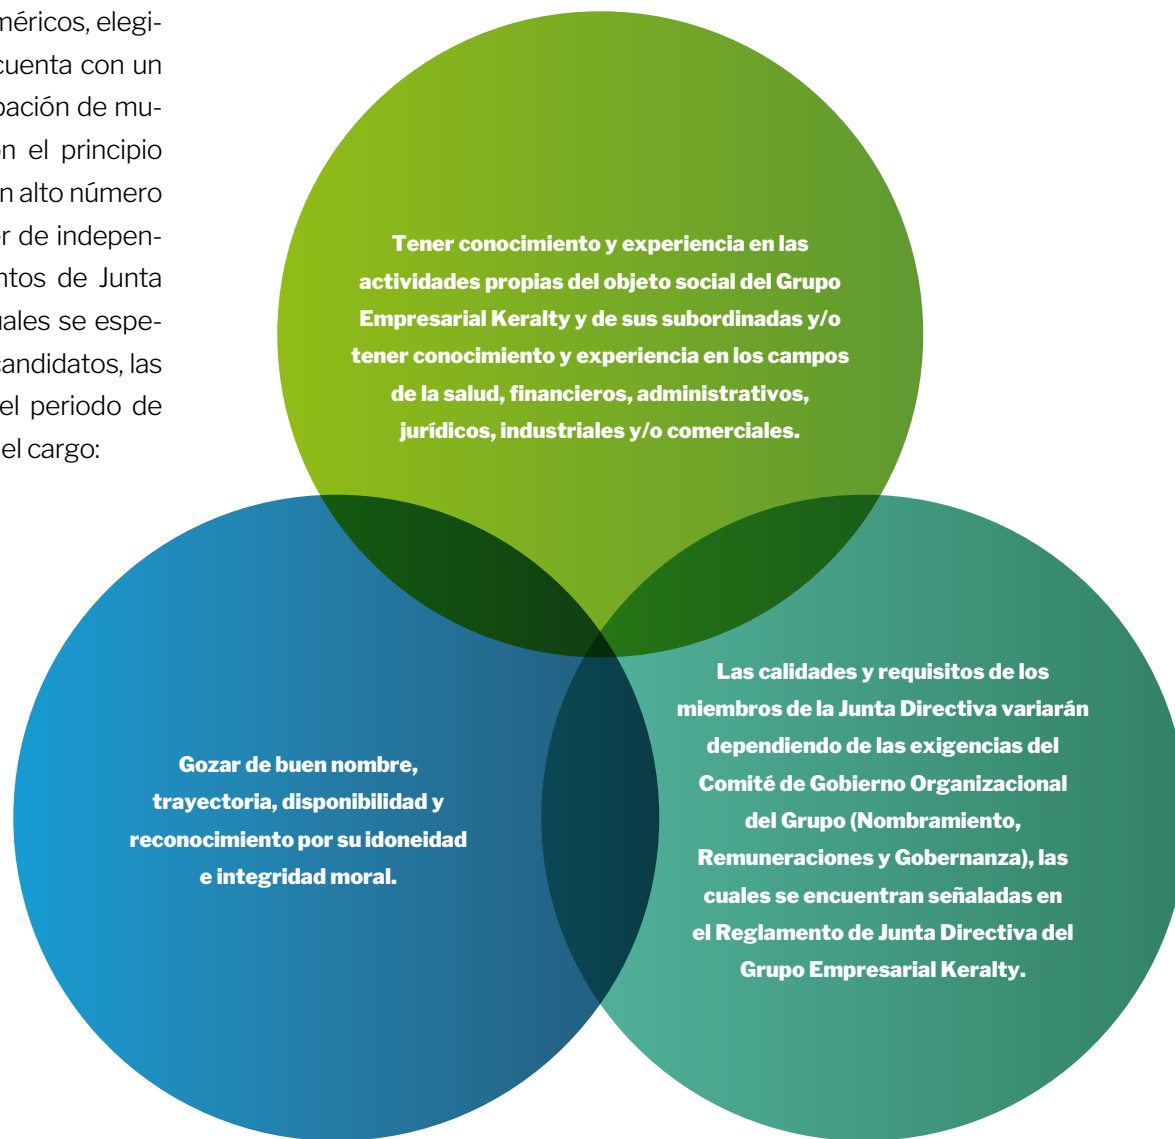 méricos, elegi-
cuenta con un
pación de mu-
n el principio
n alto número
r de indepen-
ntos de Junta
uales se espe-
candidatos, las
el periodo de
el cargo:
Tener conocimiento y experiencia en las
actividades propias del objeto social del Grupo
Empresarial Keralty y de sus subordinadas y/o
tener conocimiento y experiencia en los campos
de la salud, financieros, administrativos,
jurídicos, industriales y/o comerciales.
Gozar de buen nombre,
trayectoria, disponibilidad y
reconocimiento por su idoneidad
e integridad moral.
Las calidades y requisitos de los
miembros de la Junta Directiva variarán
dependiendo de las exigencias del
Comité de Gobierno Organizacional
del Grupo (Nombramiento,
Remuneraciones y Gobernanza), las
cuales se encuentran señaladas en
el Reglamento de Junta Directiva del
Grupo Empresarial Keralty.